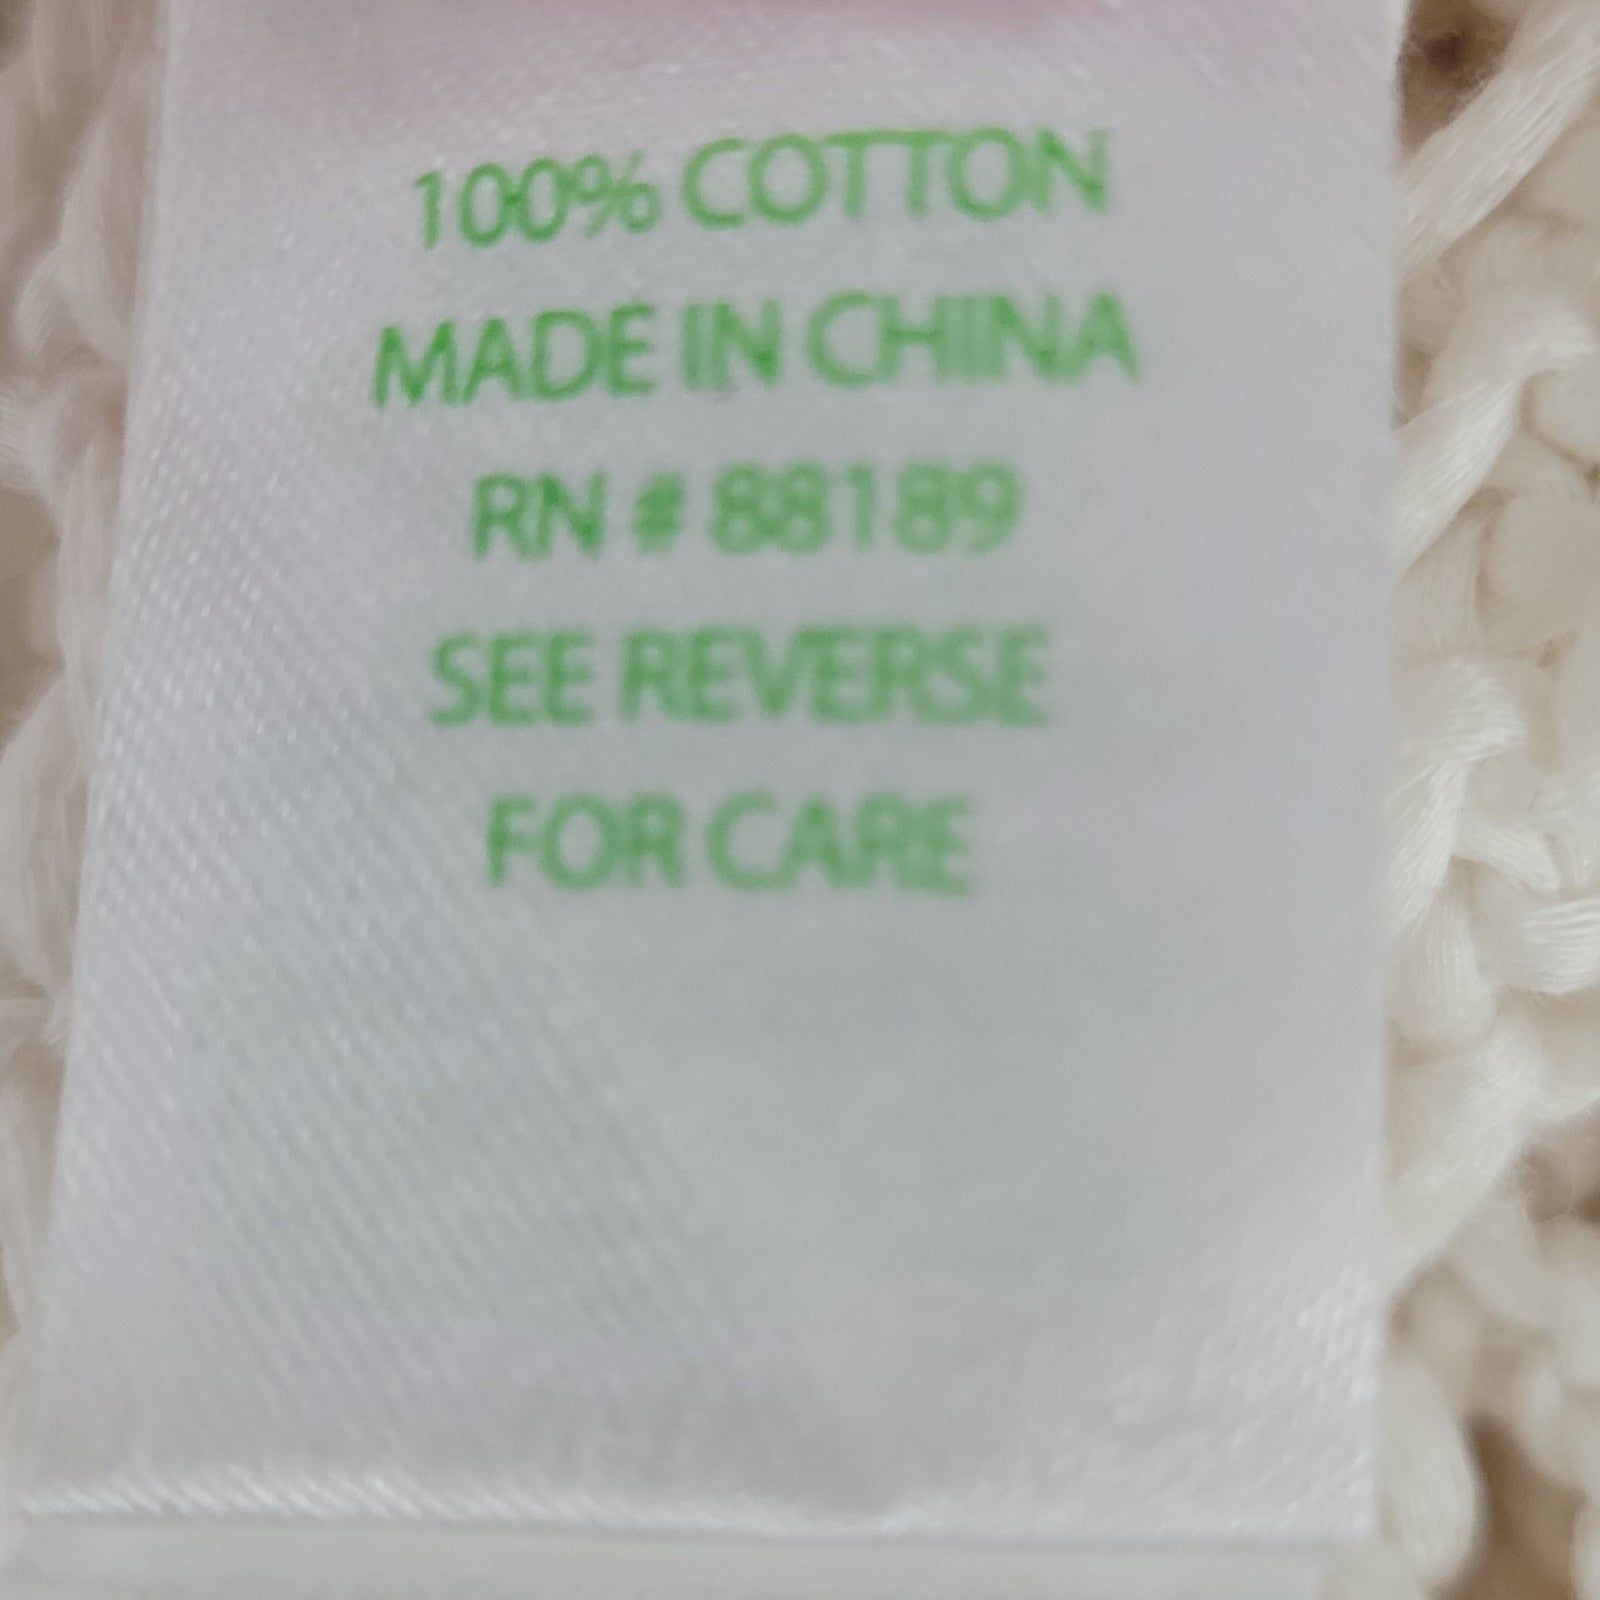 100% COTTON
MADE IN CHINA
RN # 88189
SEE REVERSE
FOR CARE